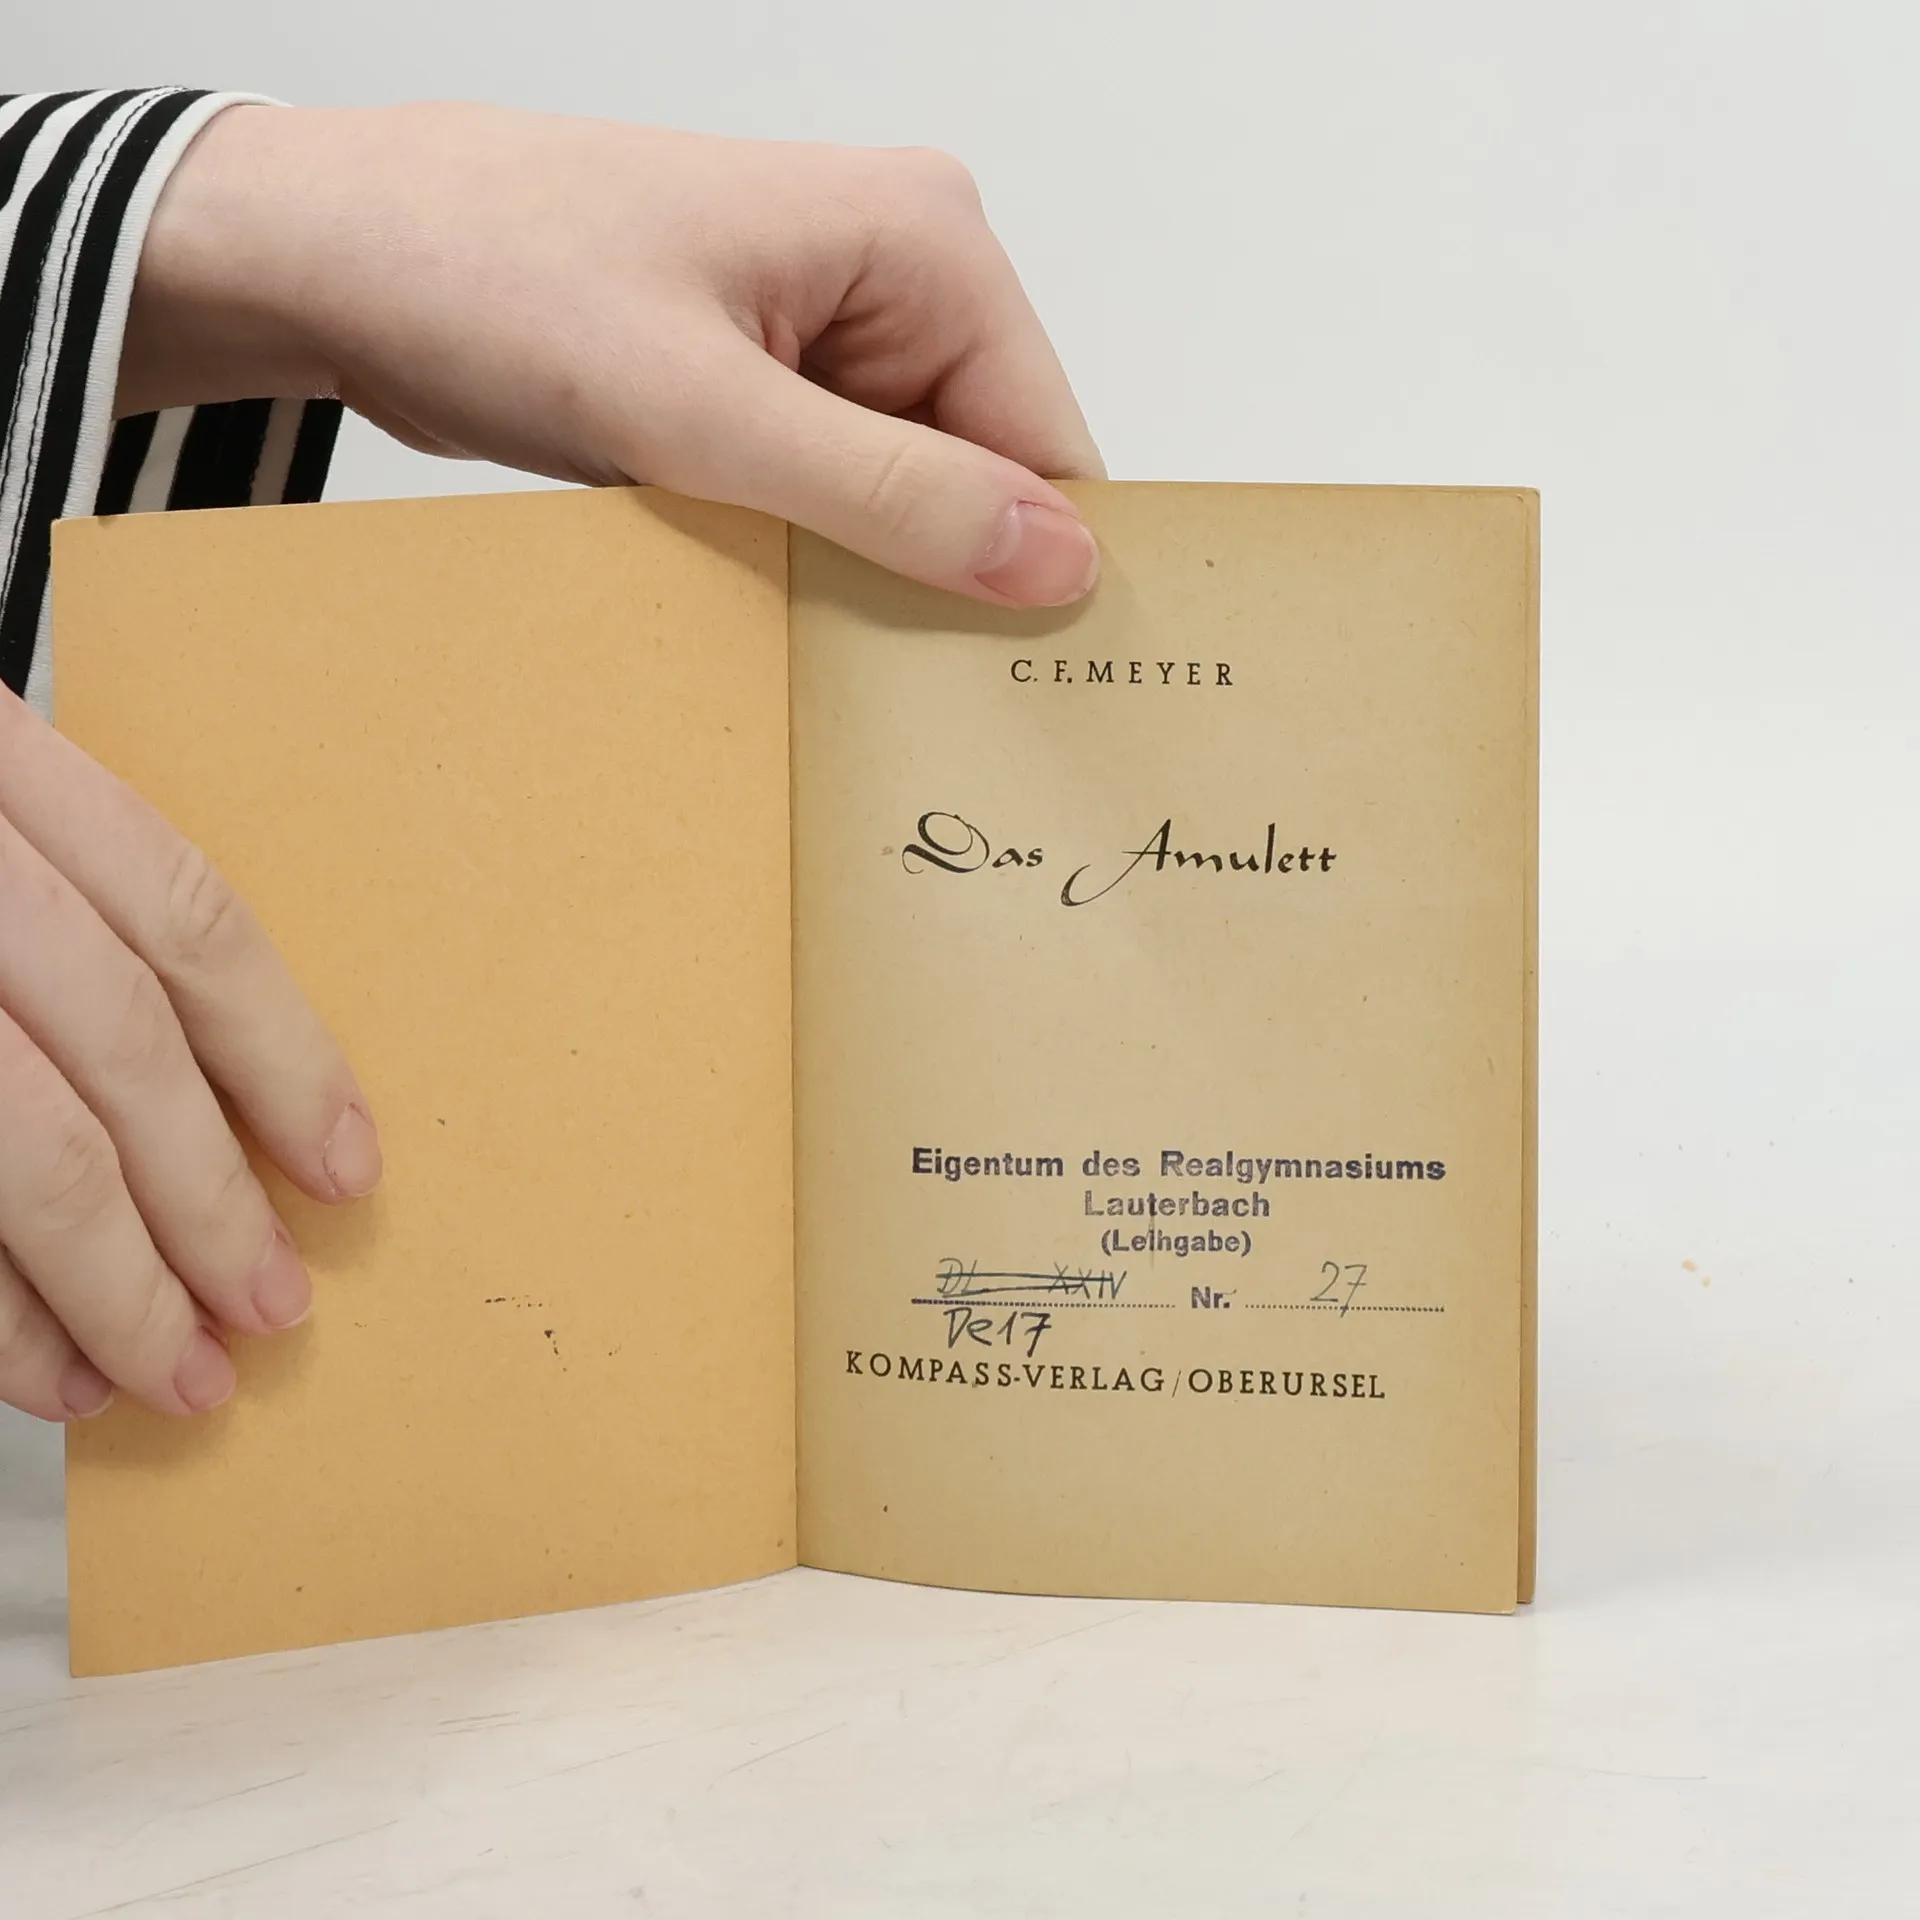 C. F. MEYER
Das Amulett
Eigentum des Realgymnasiums
Lauterbach
(Leihgabe)
DL XXIV Nr. 27
De17
KOMPASS-VERLAG/OBERURSEL